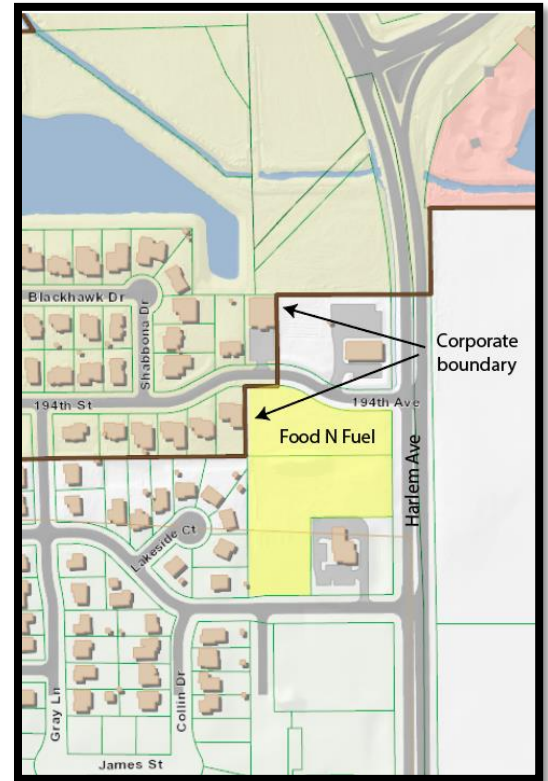 Blackhawk Dr
Shabbona Dr
Corporate
boundary
194th St
194th Ave
Food N Fuel
Harlem Ave
Lakeside Ct
Gray Ln
Collin Dr
James St